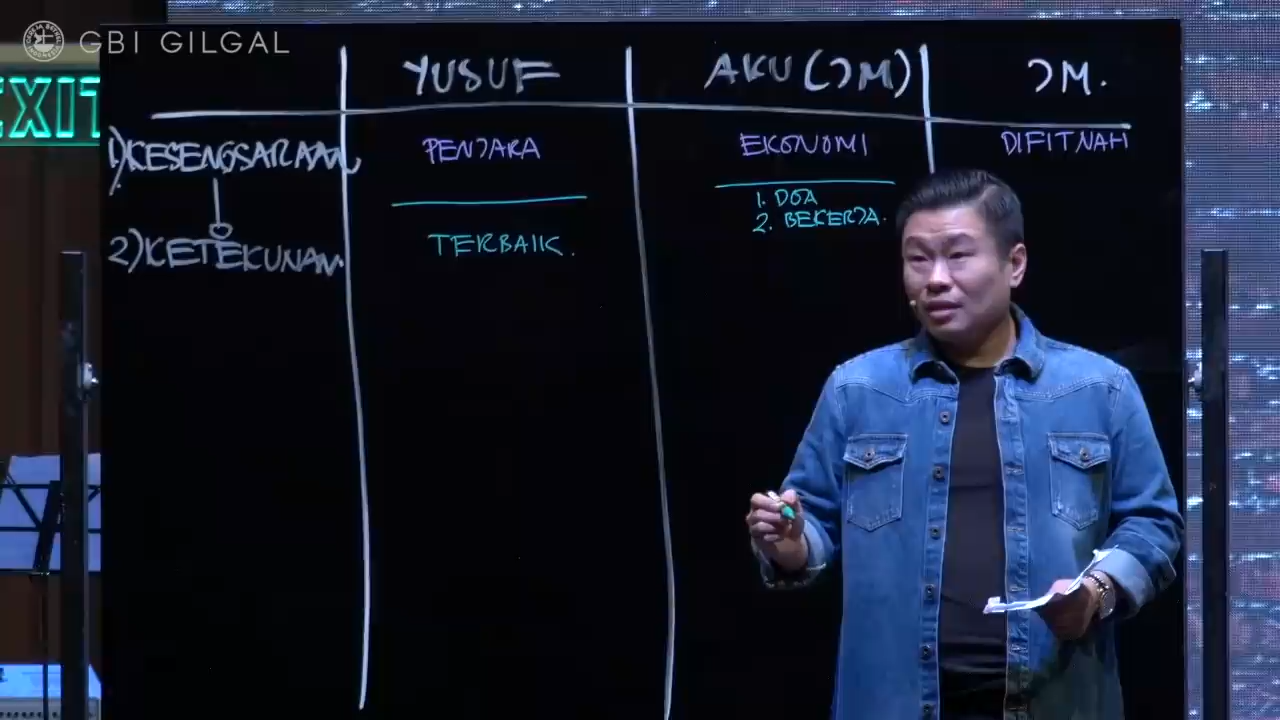 GBI GILGAL
EXIT
YUSUF
AKU (JM)
JM.
1) KESENGSARAAN
PENJARA
EKONOMI
DIFITNAH
1. DOA
2. BEKERJA.
2) KETEKUNAN
TERBAIK.